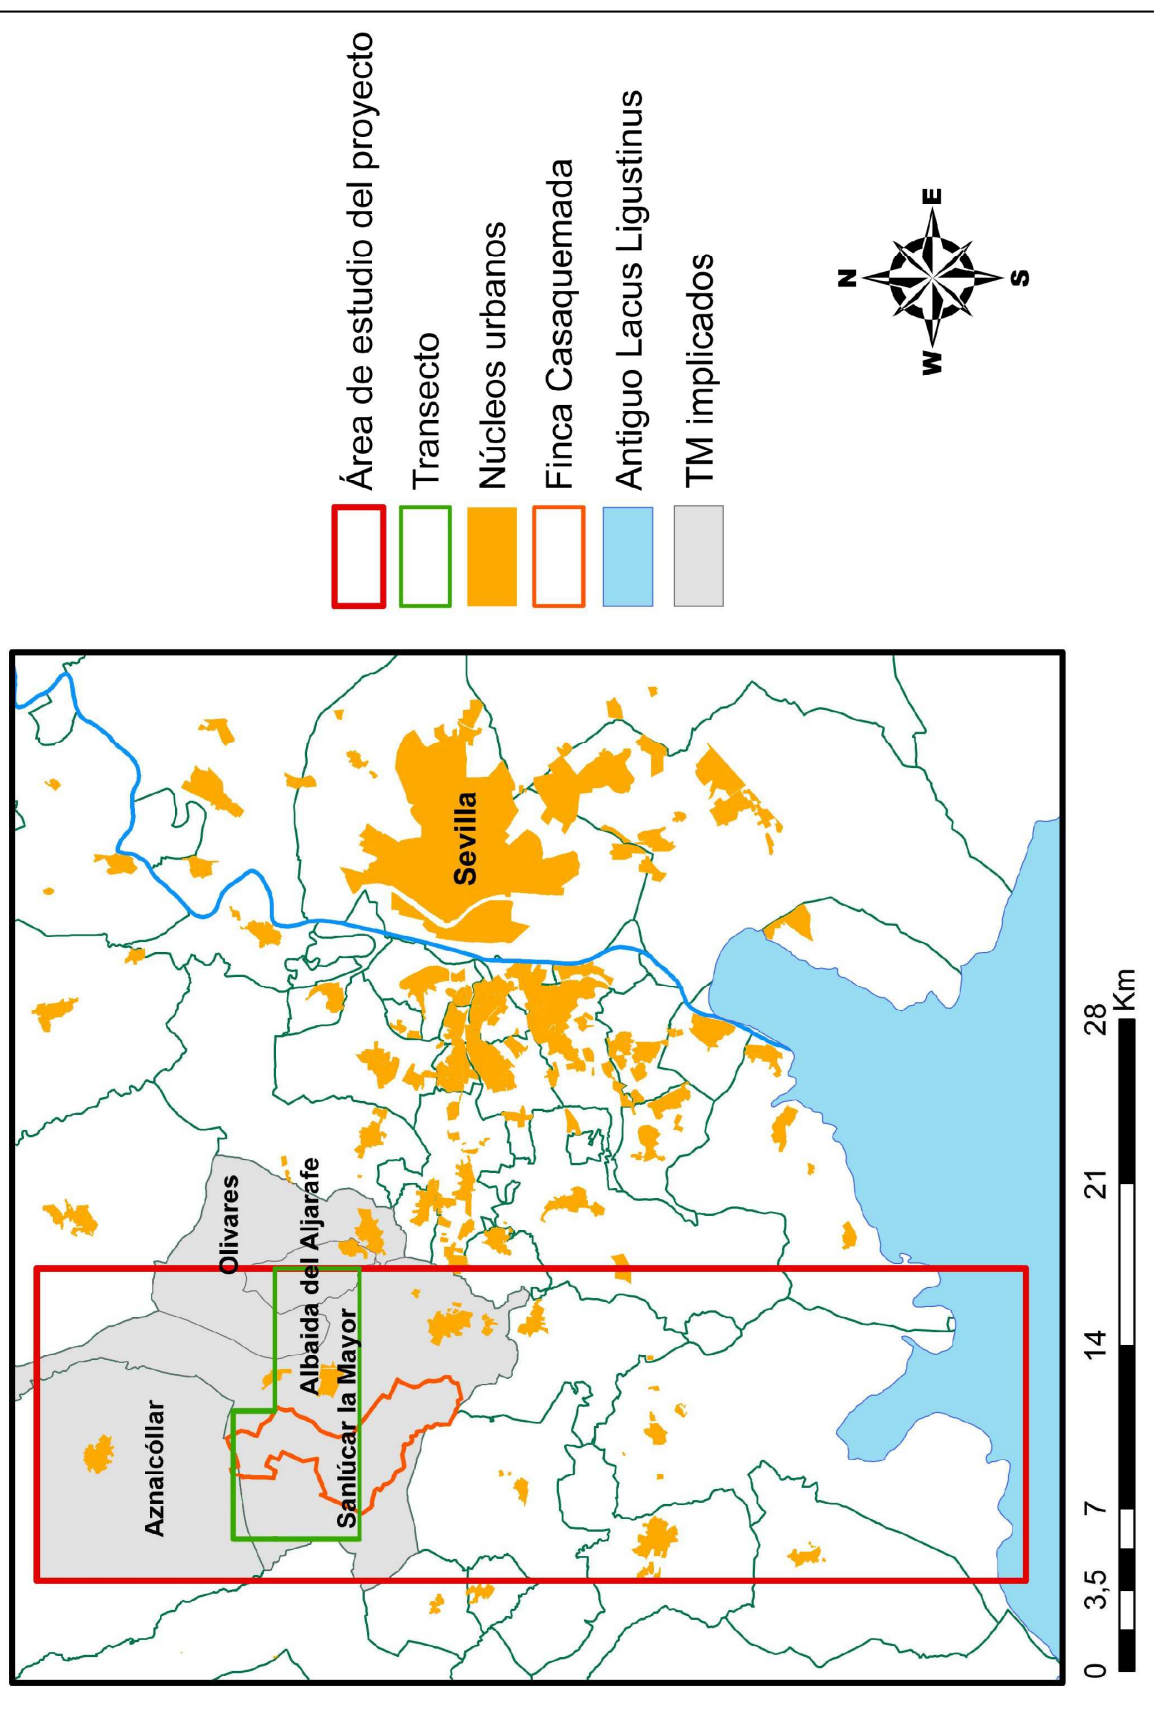 Aznalcóllar
Olivares
Albaida del Aljarafe
Sanlúcar la Mayor
Sevilla
0
3,5
7
14
21
28
Km
Área de estudio del proyecto
Transecto
Núcleos urbanos
Finca Casaquemada
Antiguo Lacus Ligustinus
TM implicados
N
W
E
S